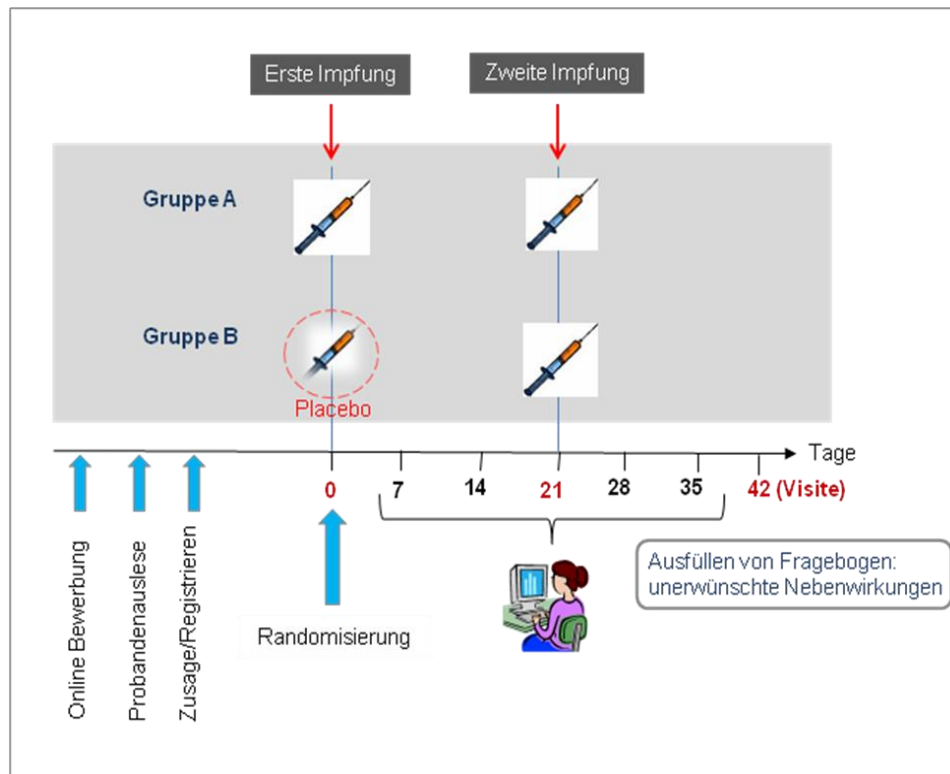 Erste Impfung
Zweite Impfung
Gruppe A
Gruppe B
Placebo
Tage
0
7
14
21
28
35
42 (Visite)
Online Bewerbung
Probandenauslese
Zusage/Registrieren
Randomisierung
Ausfüllen von Fragebogen:
unerwünschte Nebenwirkungen